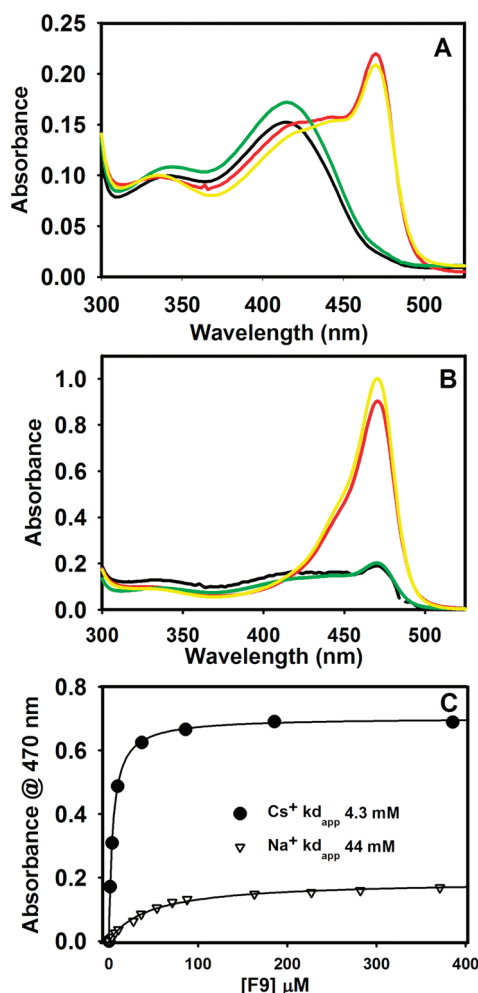 A
0.25
0.20
0.15
0.10
0.05
0.00
Absorbance
300 350 400 450 500
Wavelength (nm)
B
1.0
0.8
0.6
0.4
0.2
0.0
Absorbance
300 350 400 450 500
Wavelength (nm)
C
0.8
0.6
0.4
0.2
0.0
Absorbance @ 470 nm
Cs+ kdapp 4.3 mM
Na+ kdapp 44 mM
0 100 200 300 400
[F9] μM